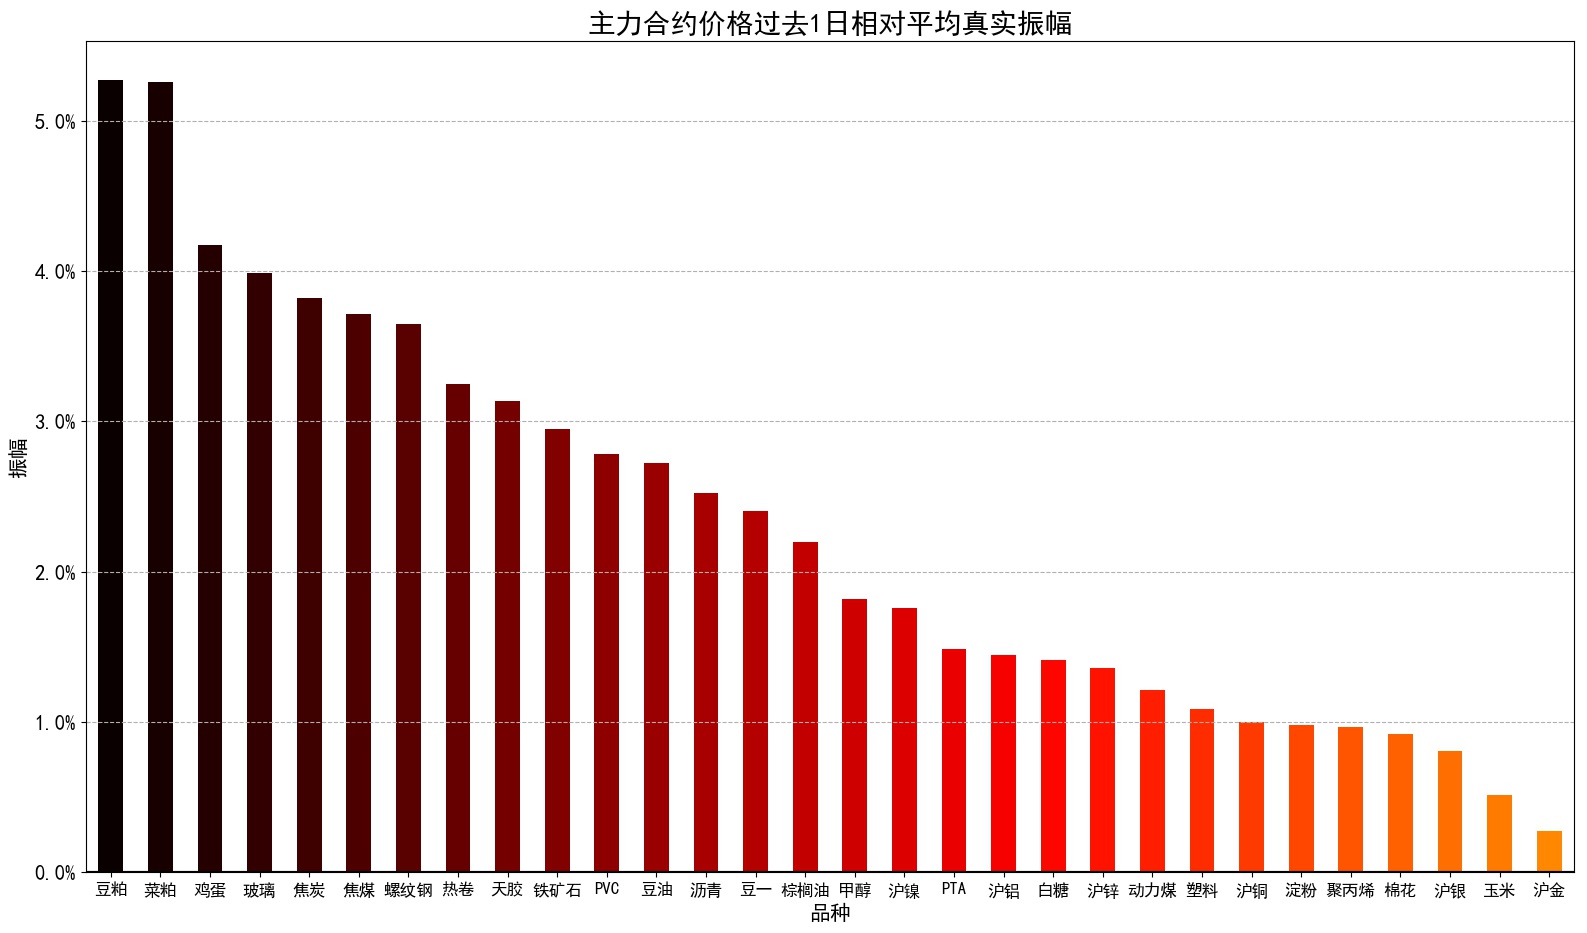 主力合约价格过去1日相对平均真实振幅
振幅
5.0%
4.0%
3.0%
2.0%
1.0%
0.0%
豆粕 菜粕 鸡蛋 玻璃 焦炭 焦煤 螺纹钢 热卷 天胶 铁矿石 PVC 豆油 沥青 豆一 棕榈油 甲醇 沪镍 PTA 沪铝 白糖 沪锌 动力煤 塑料 沪铜 淀粉 聚丙烯 棉花 沪银 玉米 沪金
品种